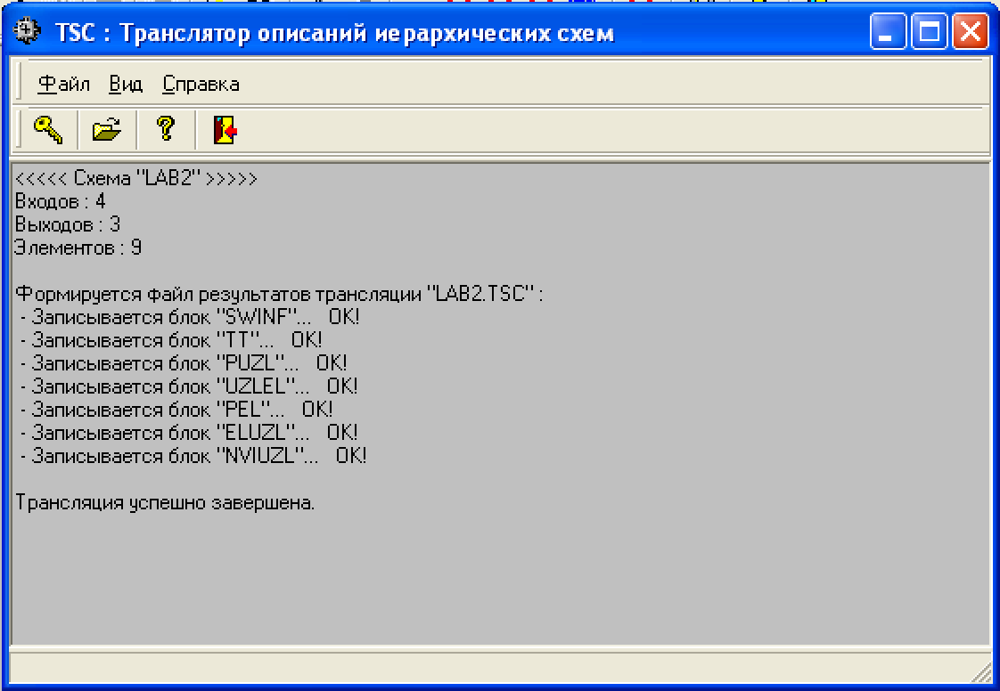 TSC : Транслятор описаний иерархических схем
Файл Вид Справка
<<<<< Схема "LAB2" >>>>>
Входов : 4
Выходов : 3
Элементов : 9
Формируется файл результатов трансляции "LAB2.TSC" :
- Записывается блок "SWINF"... OK!
- Записывается блок "TT"... OK!
- Записывается блок "PUZL"... OK!
- Записывается блок "UZLEL"... OK!
- Записывается блок "PEL"... OK!
- Записывается блок "ELUZL"... OK!
- Записывается блок "NVIUZL"... OK!
Трансляция успешно завершена.